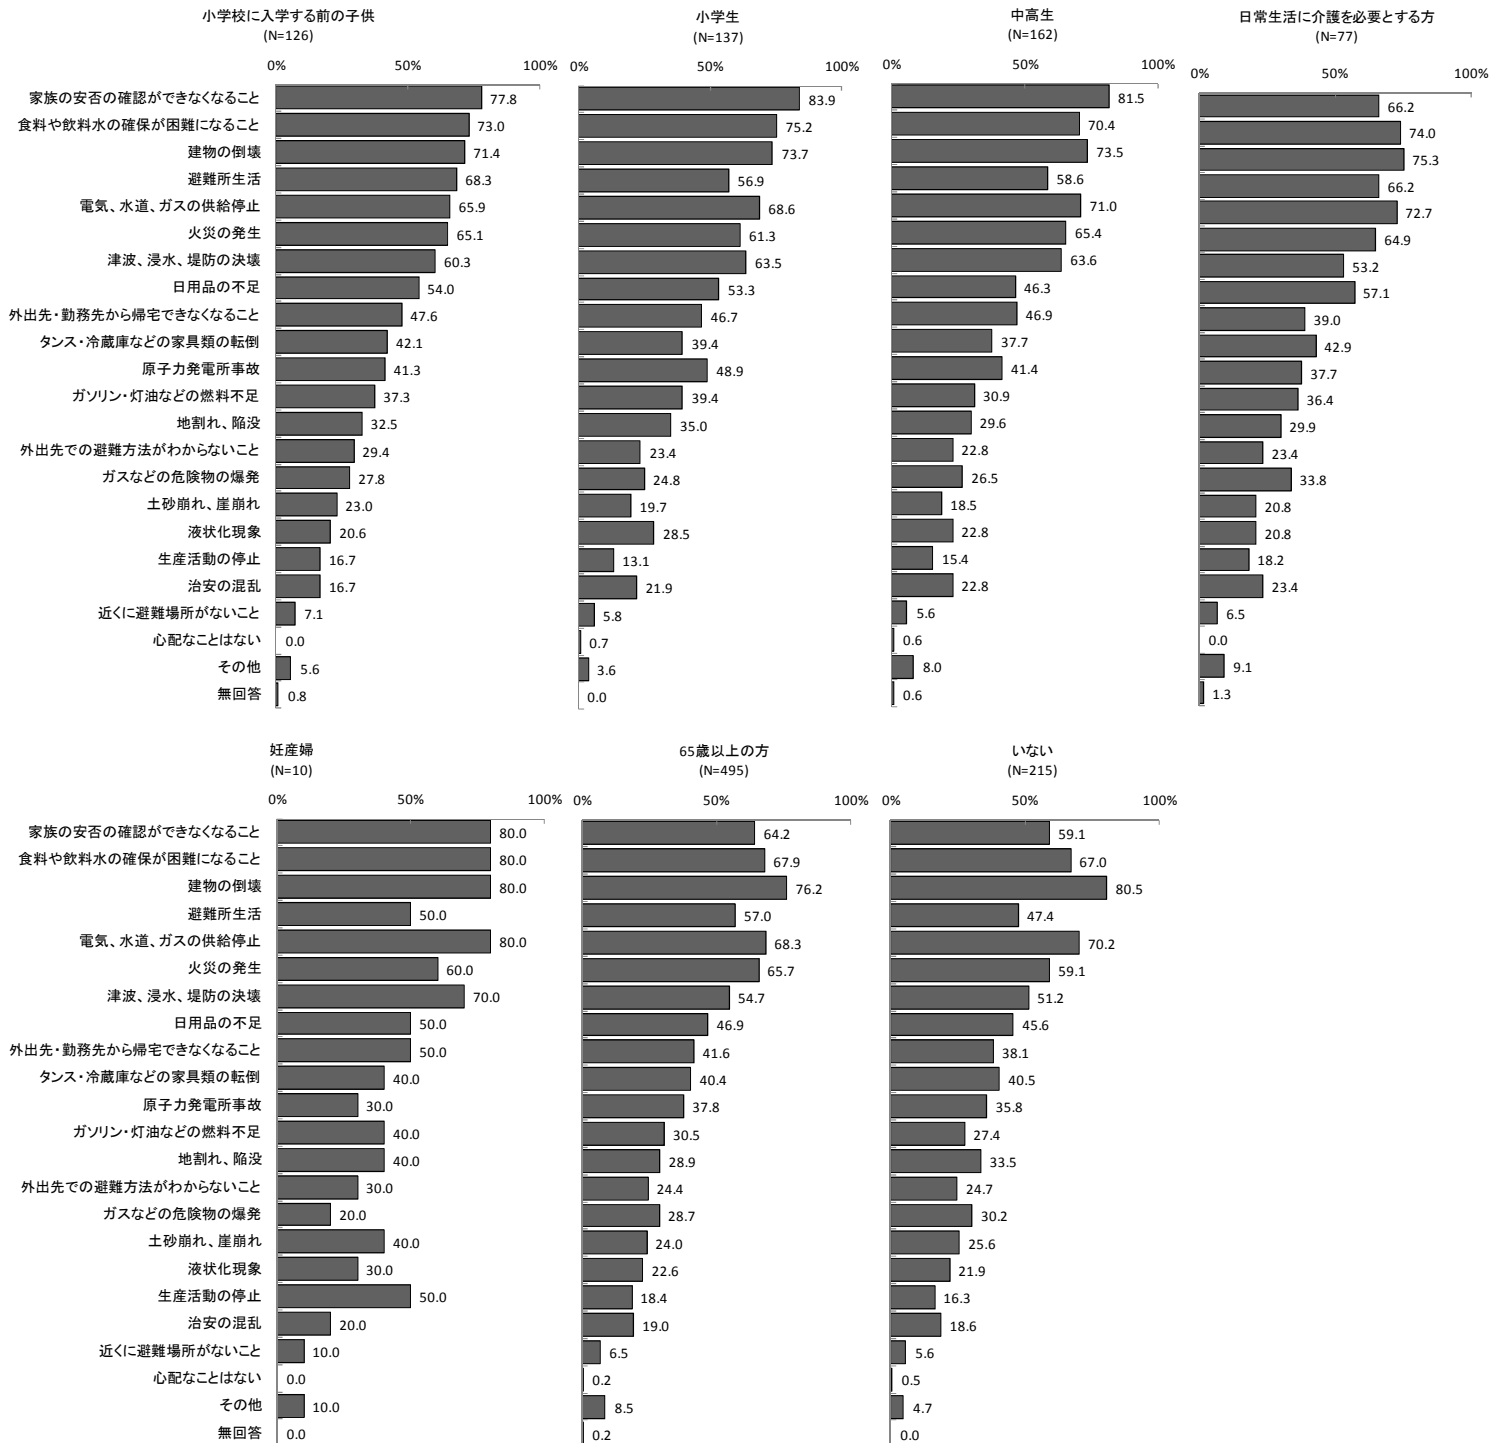 小学校に入学する前の子供 小学生 中高生 日常生活に介護を必要とする方
(N=126) (N=137) (N=162) (N=77)
0% 50% 100% 0% 50% 100% 0% 50% 100% 0% 50% 100%
家族の安否の確認ができなくなること 77.8 83.9 81.5 66.2
食料や飲料水の確保が困難になること 73.0 75.2 70.4 74.0
建物の倒壊 71.4 73.7 73.5 75.3
避難所生活 68.3 56.9 58.6 66.2
電気、水道、ガスの供給停止 65.9 68.6 71.0 72.7
火災の発生 65.1 61.3 65.4 64.9
津波、浸水、堤防の決壊 60.3 63.5 63.6 53.2
日用品の不足 54.0 53.3 46.3 57.1
外出先・勤務先から帰宅できなくなること 47.6 46.7 46.9 39.0
タンス・冷蔵庫などの家具類の転倒 42.1 39.4 37.7 42.9
原子力発電所事故 41.3 48.9 41.4 37.7
ガソリン・灯油などの燃料不足 37.3 39.4 30.9 36.4
地割れ、陥没 32.5 35.0 29.6 29.9
外出先での避難方法がわからないこと 29.4 23.4 22.8 23.4
ガスなどの危険物の爆発 27.8 24.8 26.5 33.8
土砂崩れ、崖崩れ 23.0 19.7 18.5 20.8
液状化現象 20.6 28.5 22.8 20.8
生産活動の停止 16.7 13.1 15.4 18.2
治安の混乱 16.7 21.9 22.8 23.4
近くに避難場所がないこと 7.1 5.8 5.6 6.5
心配なことはない 0.0 0.7 0.6 0.0
その他 5.6 3.6 8.0 9.1
無回答 0.8 0.0 0.6 1.3
妊産婦 65歳以上の方 いない
(N=10) (N=495) (N=215)
0% 50% 100% 0% 50% 100% 0% 50% 100%
家族の安否の確認ができなくなること 80.0 64.2 59.1
食料や飲料水の確保が困難になること 80.0 67.9 67.0
建物の倒壊 80.0 76.2 80.5
避難所生活 50.0 57.0 47.4
電気、水道、ガスの供給停止 80.0 68.3 70.2
火災の発生 60.0 65.7 59.1
津波、浸水、堤防の決壊 70.0 54.7 51.2
日用品の不足 50.0 46.9 45.6
外出先・勤務先から帰宅できなくなること 50.0 41.6 38.1
タンス・冷蔵庫などの家具類の転倒 40.0 40.4 40.5
原子力発電所事故 30.0 37.8 35.8
ガソリン・灯油などの燃料不足 40.0 30.5 27.4
地割れ、陥没 40.0 28.9 33.5
外出先での避難方法がわからないこと 30.0 24.4 24.7
ガスなどの危険物の爆発 20.0 28.7 30.2
土砂崩れ、崖崩れ 40.0 24.0 25.6
液状化現象 30.0 22.6 21.9
生産活動の停止 50.0 18.4 16.3
治安の混乱 20.0 19.0 18.6
近くに避難場所がないこと 10.0 6.5 5.6
心配なことはない 0.0 0.2 0.5
その他 10.0 8.5 4.7
無回答 0.0 0.2 0.0